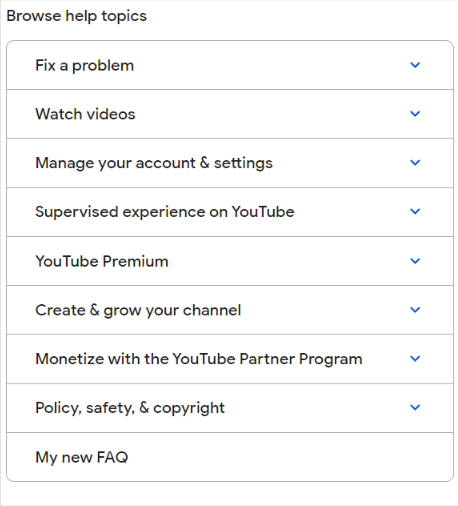 Browse help topics
Fix a problem
Watch videos
Manage your account & settings
Supervised experience on YouTube
YouTube Premium
Create & grow your channel
Monetize with the YouTube Partner Program
Policy, safety, & copyright
My new FAQ